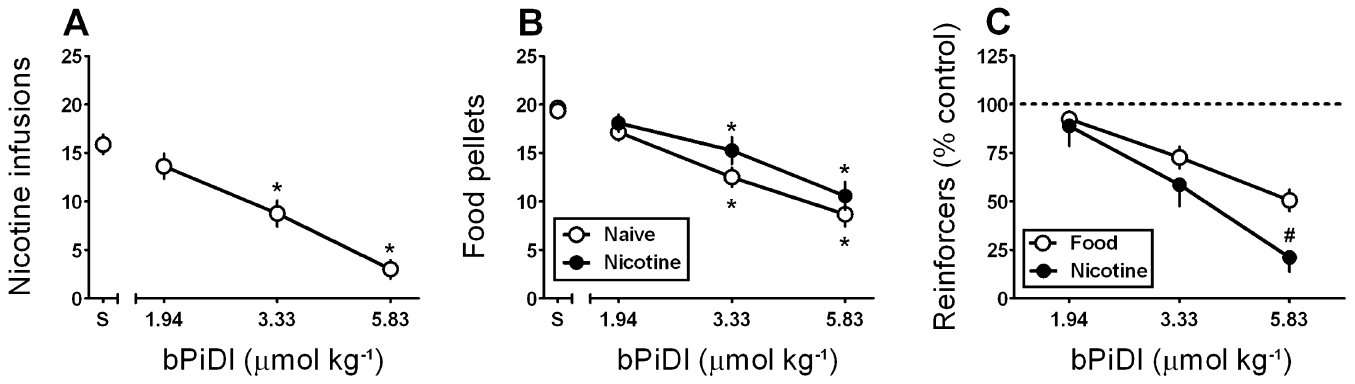 A
Nicotine infusions
25
20
15
10
5
0
*
*
S
1.94
3.33
5.83
bPiDI (μmol kg⁻¹)
B
Food pellets
25
20
15
10
5
0
*
*
*
*
Naive
Nicotine
S
1.94
3.33
5.83
bPiDI (μmol kg⁻¹)
C
Reinforcers (% control)
125
100
75
50
25
0
#
Food
Nicotine
1.94
3.33
5.83
bPiDI (μmol kg⁻¹)